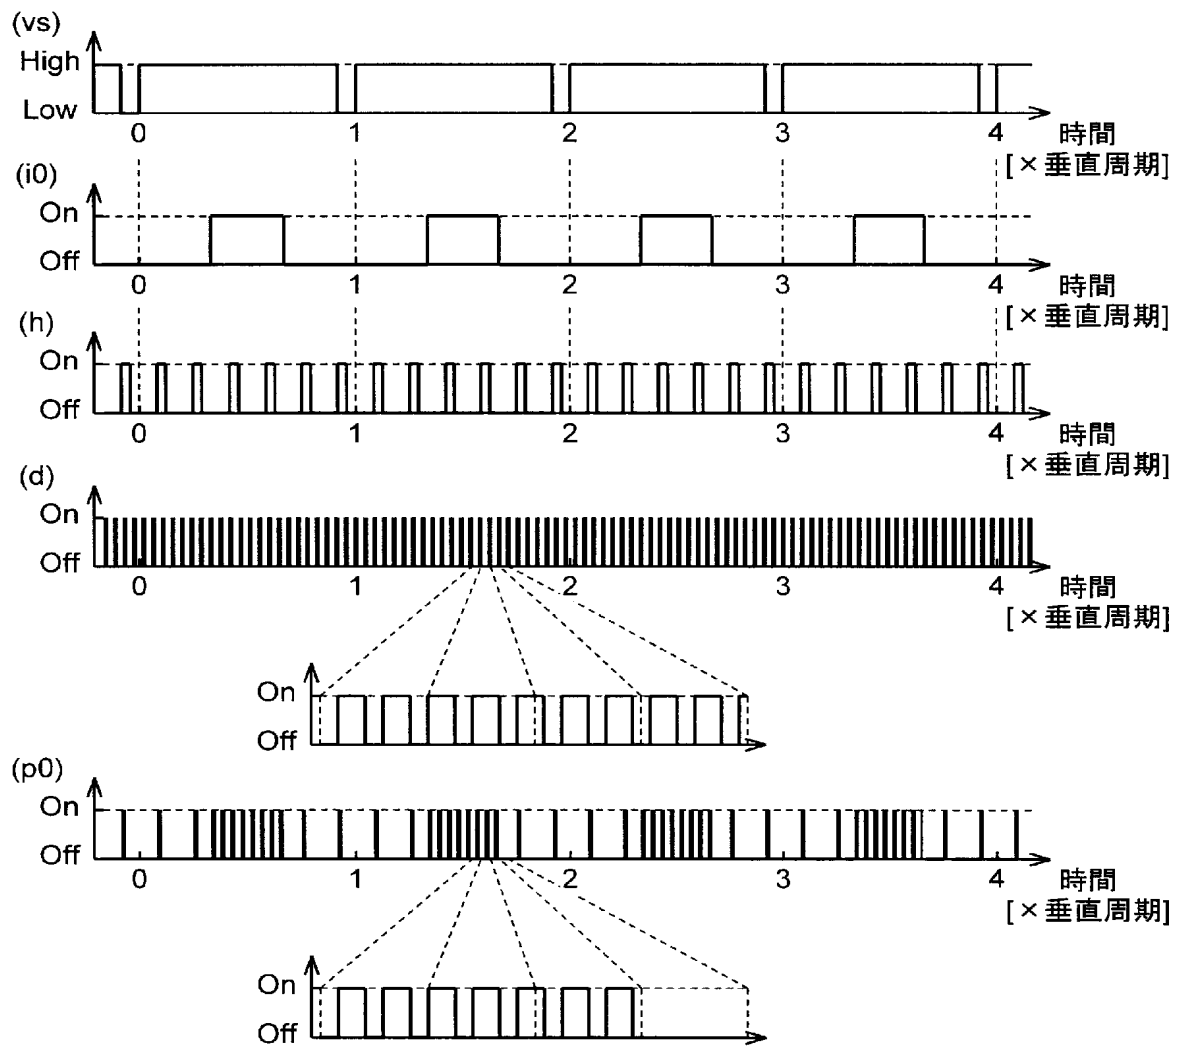 (vs)
High
Low
0 1 2 3 4 時間
[×垂直周期]
(i0)
On
Off
0 1 2 3 4 時間
[×垂直周期]
(h)
On
Off
0 1 2 3 4 時間
[×垂直周期]
(d)
On
Off
0 1 2 3 4 時間
[×垂直周期]
On
Off
(p0)
On
Off
0 1 2 3 4 時間
[×垂直周期]
On
Off